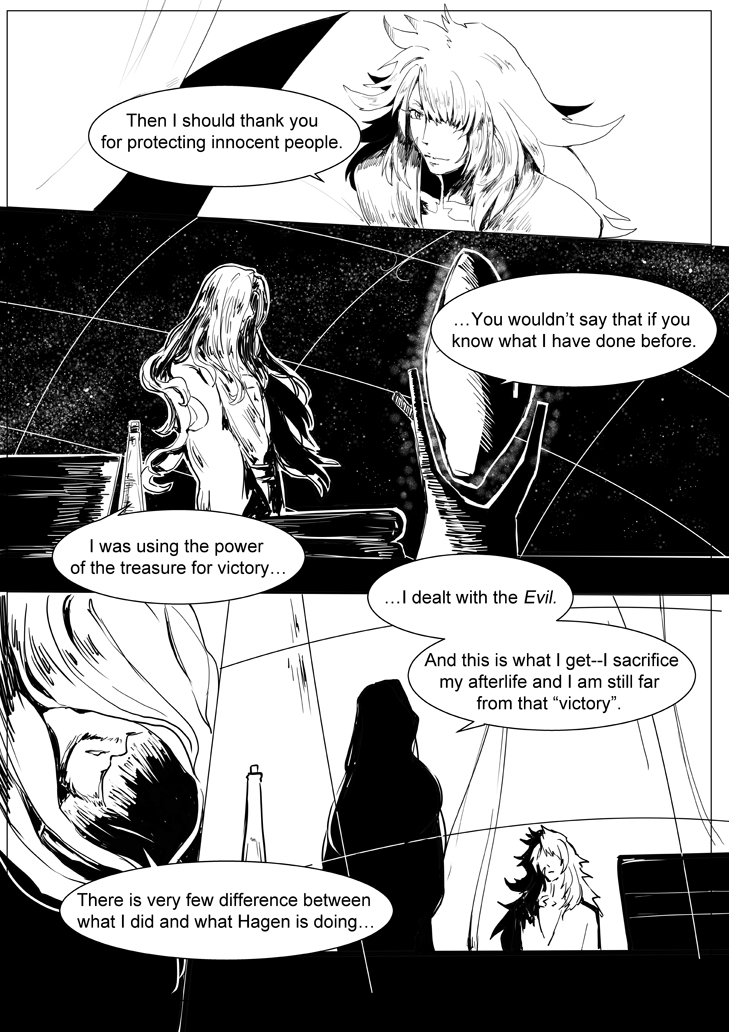 Then I should thank you
for protecting innocent people.
…You wouldn't say that if you
know what I have done before.
I was using the power
of the treasure for victory…
…I dealt with the Evil.
And this is what I get--I sacrifice
my afterlife and I am still far
from that “victory”.
There is very few difference between
what I did and what Hagen is doing…